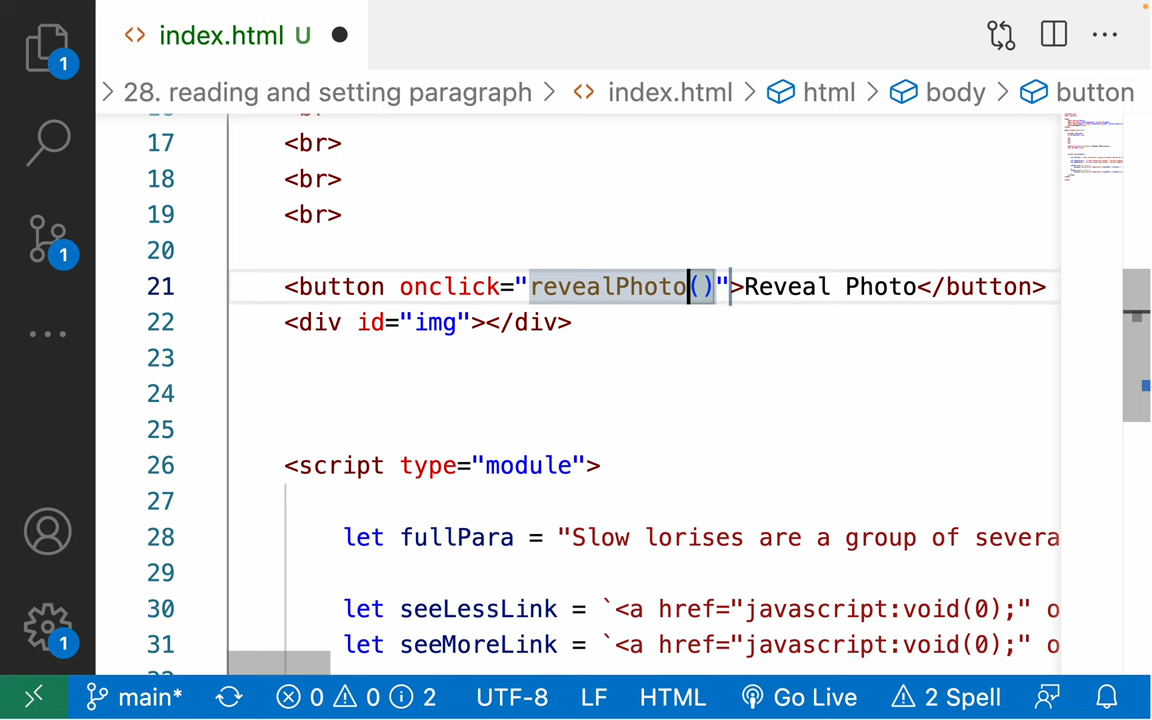 index.html U
28. reading and setting paragraph index.html html body button
17 <br>
18 <br>
19 <br>
20
21 <button onclick="revealPhoto()">Reveal Photo</button>
22 <div id="img"></div>
23
24
25
26 <script type="module">
27
28 let fullPara = "Slow lorises are a group of severa
29
30 let seeLessLink = `<a href="javascript:void(0);" o
31 let seeMoreLink = `<a href="javascript:void(0);" o
1
1
1
main* 0 0 2 UTF-8 LF HTML Go Live 2 Spell